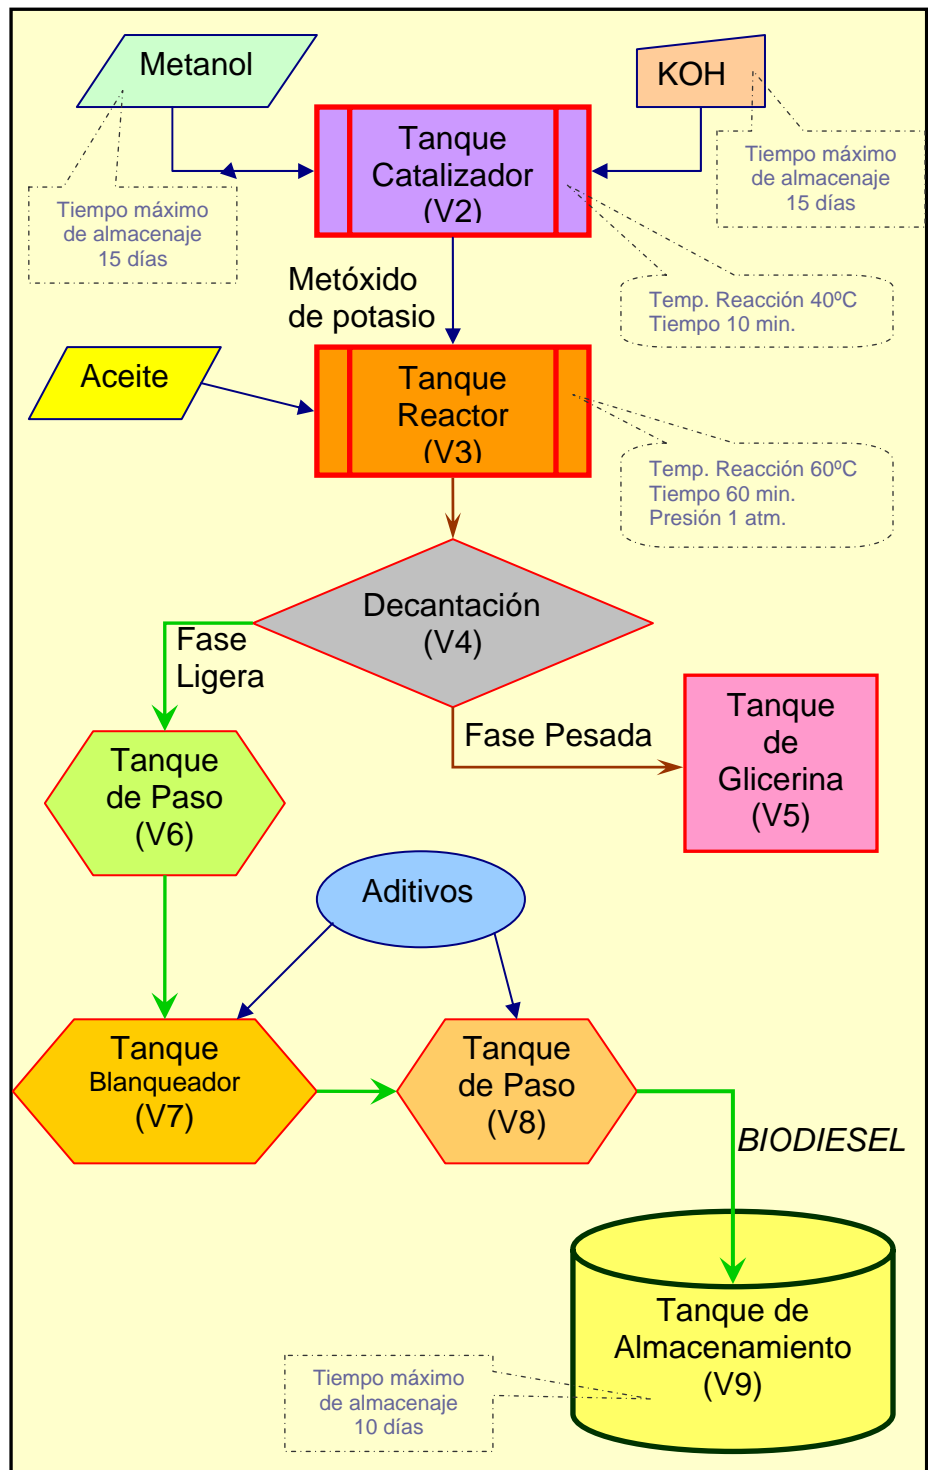 Metanol
KOH
Tanque
Catalizador
(V2)
Tiempo máximo
de almacenaje
15 días
Tiempo máximo
de almacenaje
15 días
Metóxido
de potasio
Temp. Reacción 40ºC
Tiempo 10 min.
Aceite
Tanque
Reactor
(V3)
Temp. Reacción 60ºC
Tiempo 60 min.
Presión 1 atm.
Decantación
(V4)
Fase
Ligera
Fase Pesada
Tanque
de
Glicerina
(V5)
Tanque
de Paso
(V6)
Aditivos
Tanque
Blanqueador
(V7)
Tanque
de Paso
(V8)
BIODIESEL
Tanque de
Almacenamiento
(V9)
Tiempo máximo
de almacenaje
10 días